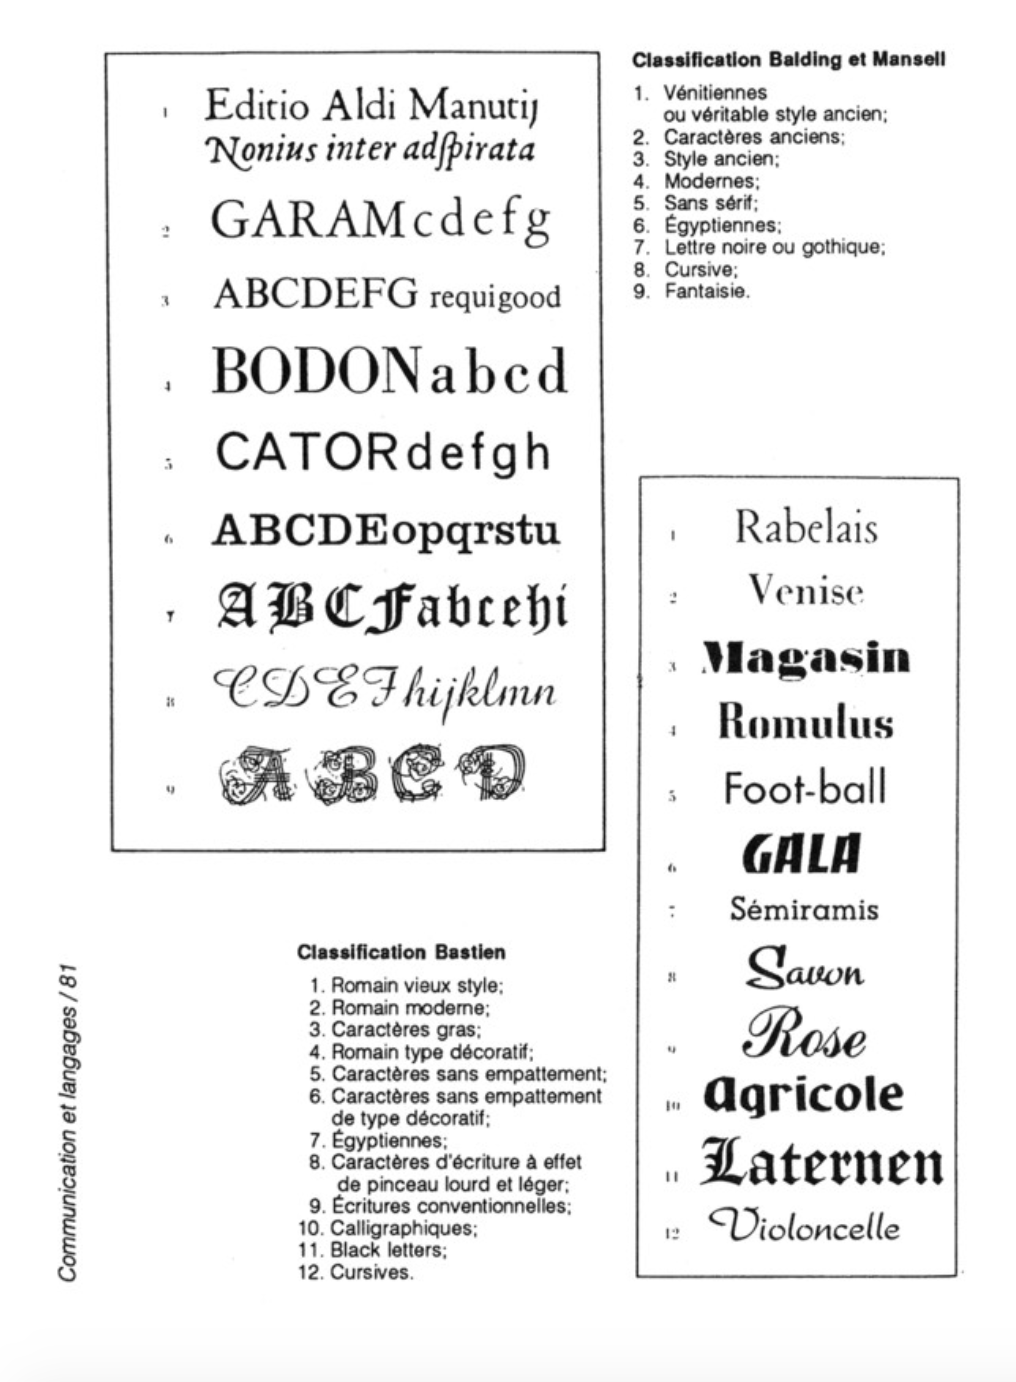 1 Editio Aldi Manutij
Nonius inter adſpirata
2 GARAMcdefg
3 ABCDEFG requigood
4 BODONabcd
5 CATORdefgh
6 ABCDEopqrstu
7 ABCFabcehi
8 CDEFhijklmn
9 ABCD
Classification Balding et Mansell
1. Vénitiennes
ou véritable style ancien;
2. Caractères anciens;
3. Style ancien;
4. Modernes;
5. Sans sérif;
6. Égyptiennes;
7. Lettre noire ou gothique;
8. Cursive;
9. Fantaisie.
1 Rabelais
2 Venise
3 Magasin
4 Romulus
5 Foot-ball
6 GALA
7 Sémiramis
8 Savon
9 Rose
10 Agricole
11 Laternen
12 Violoncelle
Classification Bastien
1. Romain vieux style;
2. Romain moderne;
3. Caractères gras;
4. Romain type décoratif;
5. Caractères sans empattement;
6. Caractères sans empattement
de type décoratif;
7. Égyptiennes;
8. Caractères d'écriture à effet
de pinceau lourd et léger;
9. Écritures conventionnelles;
10. Calligraphiques;
11. Black letters;
12. Cursives.
Communication et langages / 81